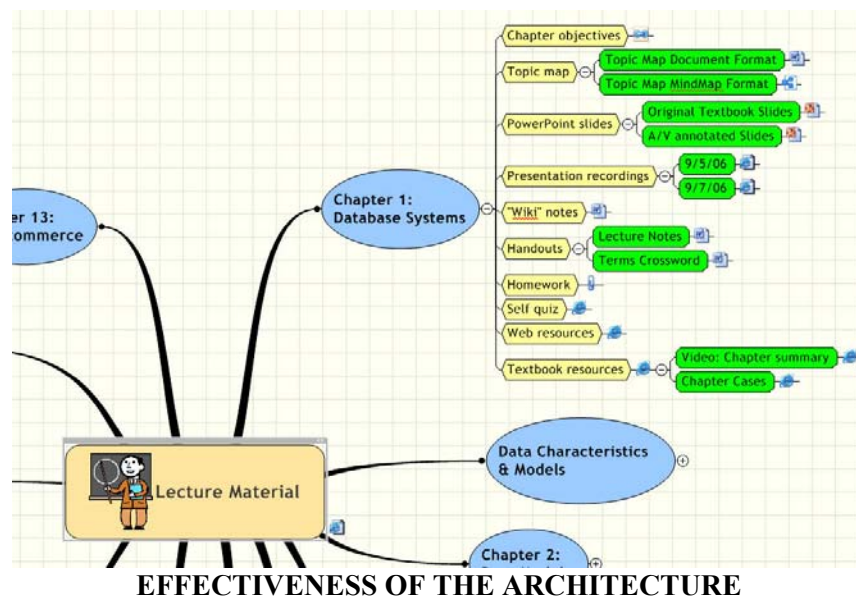 Chapter objectives
Topic map
Topic Map Document Format
Topic Map MindMap Format
PowerPoint slides
Original Textbook Slides
A/V annotated Slides
Presentation recordings
9/5/06
9/7/06
"Wiki" notes
Handouts
Lecture Notes
Terms Crossword
Homework
Self quiz
Web resources
Textbook resources
Video: Chapter summary
Chapter Cases
Chapter 1:
Database Systems
er 13:
ommerce
Lecture Material
Data Characteristics
& Models
Chapter 2:
EFFECTIVENESS OF THE ARCHITECTURE